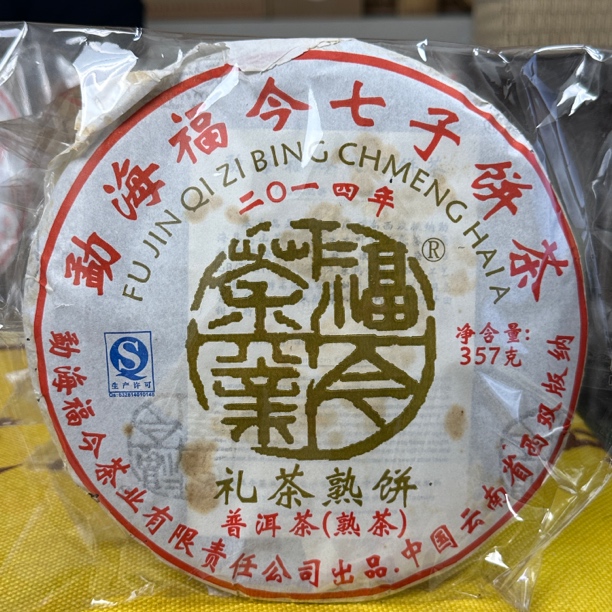 勐海福今七子饼茶
FU JIN QI ZI BING CHMENG HAI A
二〇一四年
福今茶業
®
净含量:
357克
生产许可
礼茶熟饼
普洱茶(熟茶)
勐海福今茶业有限责任公司出品.中国云南省西双版纳